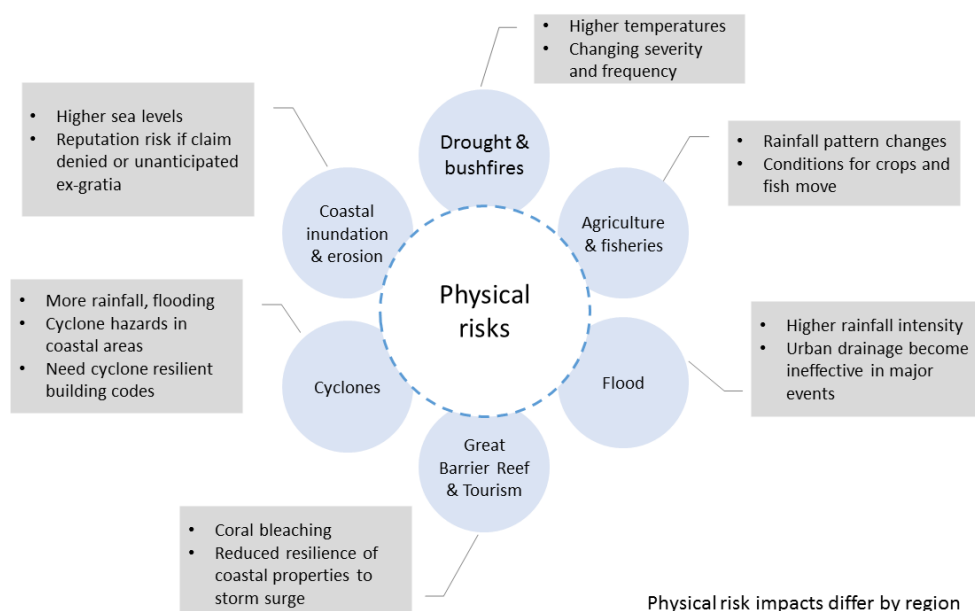 • Higher temperatures
• Changing severity
and frequency
Drought &
bushfires
• Rainfall pattern changes
• Conditions for crops and
fish move
Agriculture
& fisheries
• Higher rainfall intensity
• Urban drainage become
ineffective in major
events
Flood
Great
Barrier Reef
& Tourism
• Coral bleaching
• Reduced resilience of
coastal properties to
storm surge
Cyclones
• More rainfall, flooding
• Cyclone hazards in
coastal areas
• Need cyclone resilient
building codes
Coastal
inundation
& erosion
• Higher sea levels
• Reputation risk if claim
denied or unanticipated
ex-gratia
Physical
risks
Physical risk impacts differ by region